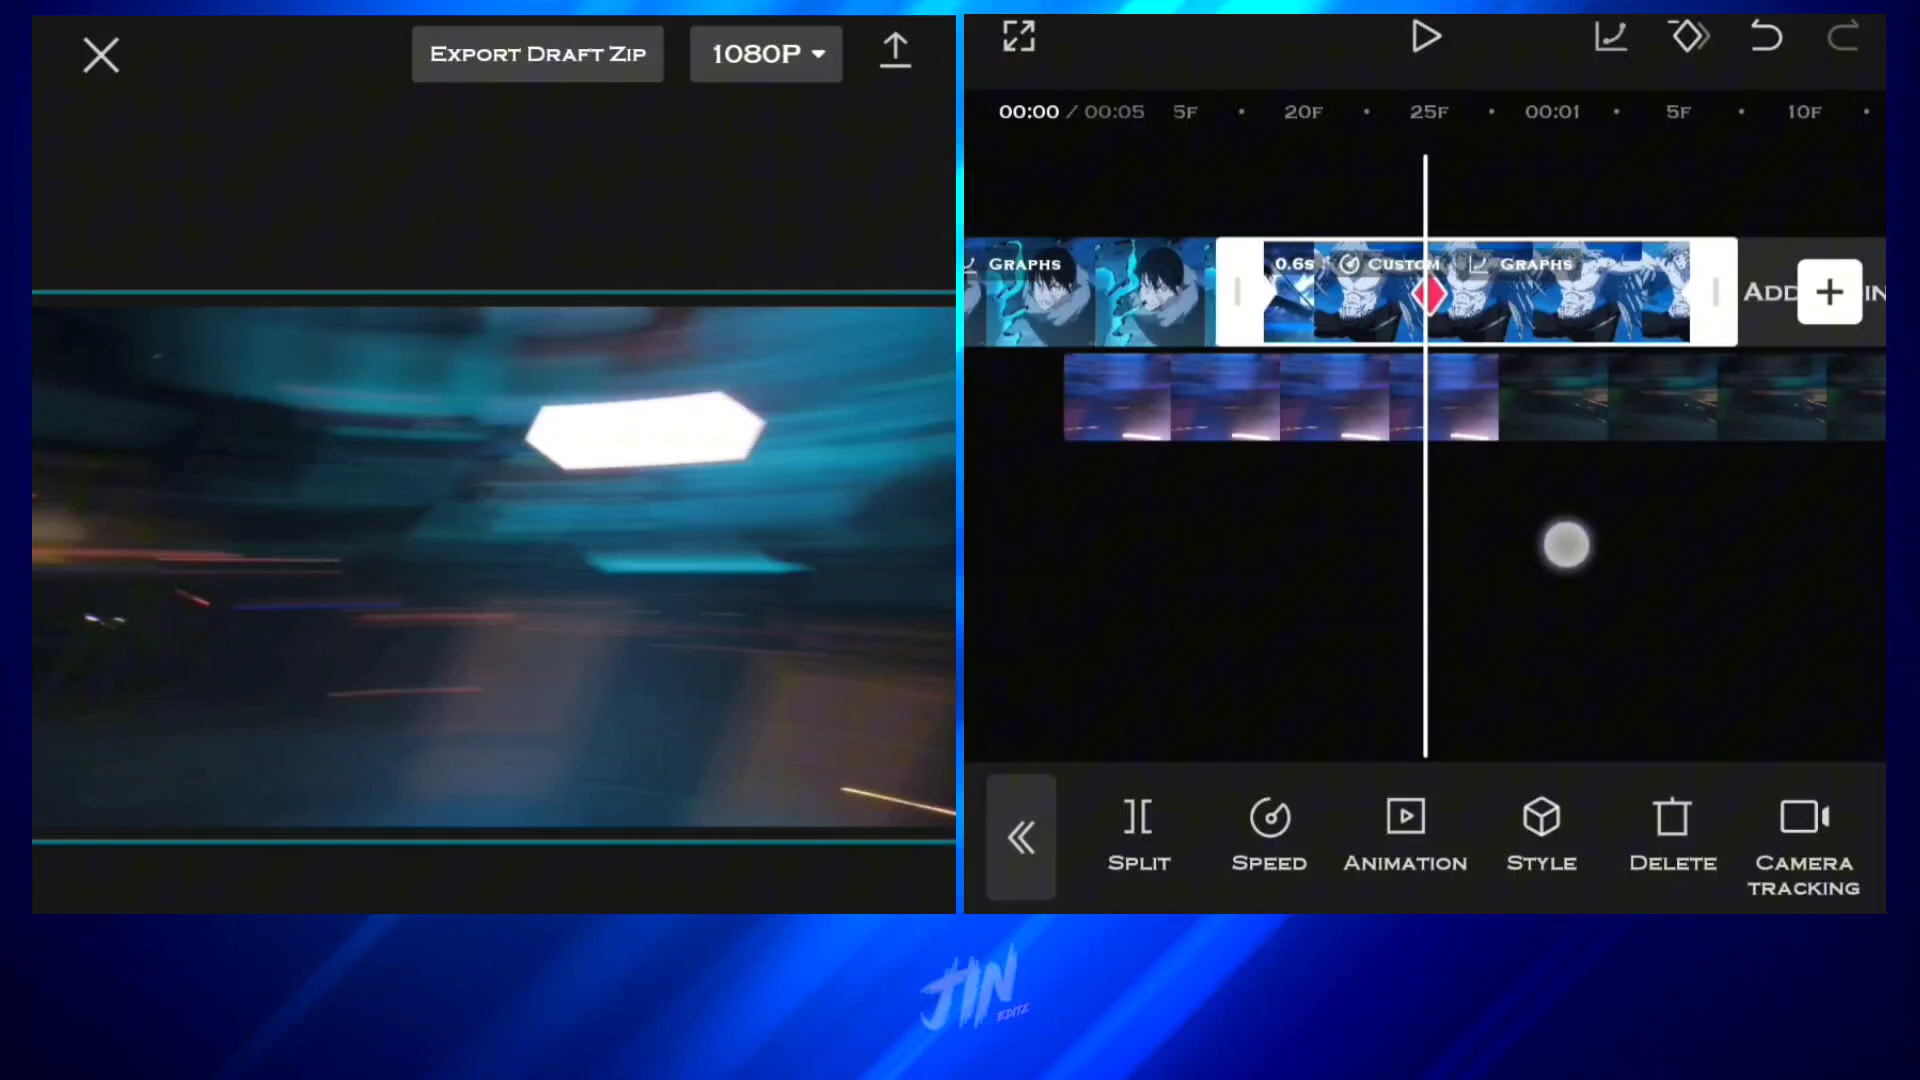 EXPORT DRAFT ZIP
1080P
00:00 / 00:05 5F 20F 25F 00:01 5F 10F
GRAPHS
0.6s CUSTOM GRAPHS
ADD
SPLIT
SPEED
ANIMATION
STYLE
DELETE
CAMERA TRACKING
JIN
EDITZ